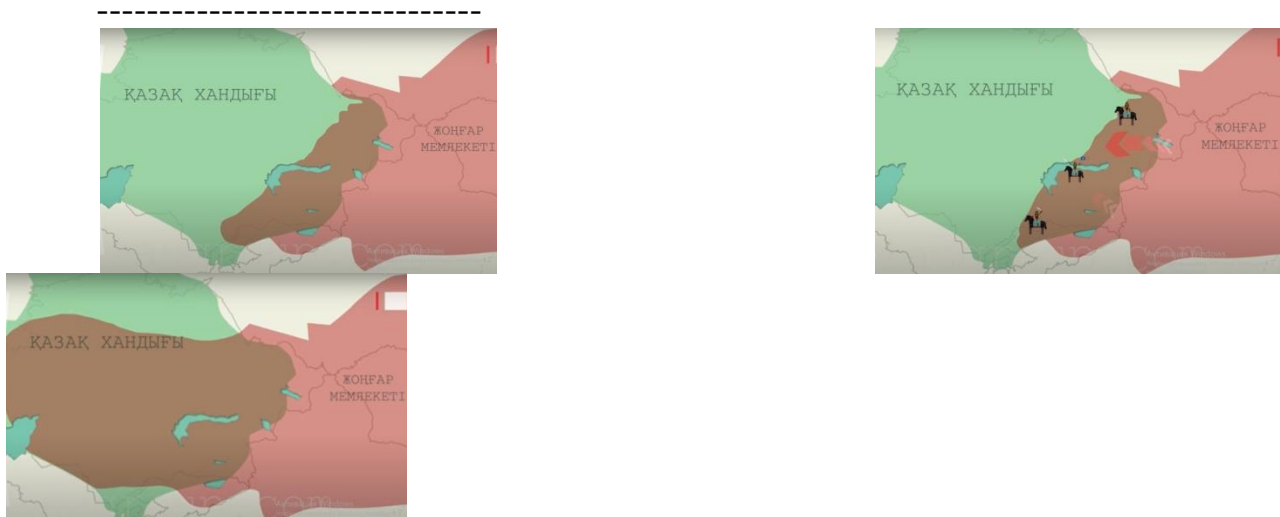 ------------------------------
ҚАЗАҚ ХАНДЫҒЫ
ЖОҢҒАР
МЕМЛЕКЕТІ
ҚАЗАҚ ХАНДЫҒЫ
ЖОҢҒАР
МЕМЛЕКЕТІ
ҚАЗАҚ ХАНДЫҒЫ
ЖОҢҒАР
МЕМЛЕКЕТІ